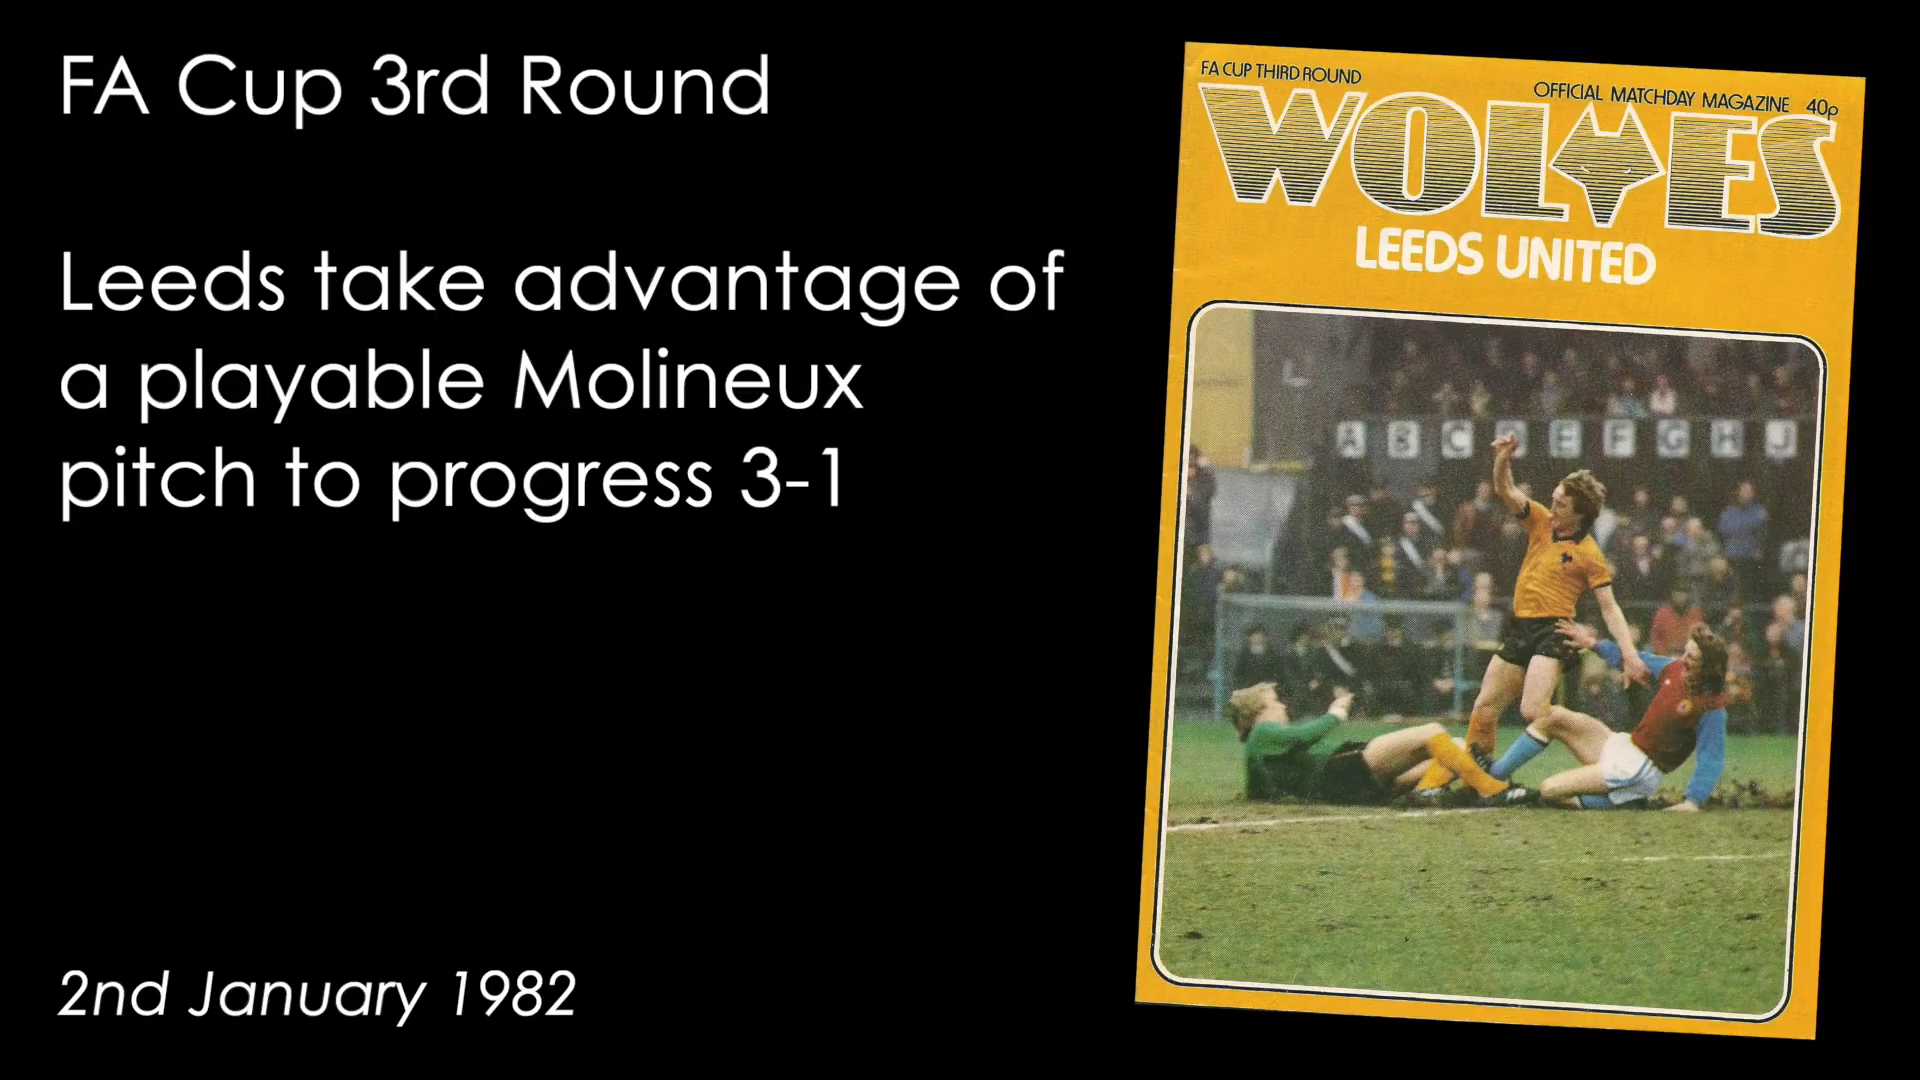 FA Cup 3rd Round
Leeds take advantage of
a playable Molineux
pitch to progress 3-1
2nd January 1982
FA CUP THIRD ROUND
OFFICIAL MATCHDAY MAGAZINE 40p
WOLVES
LEEDS UNITED
A B C D E F G H J